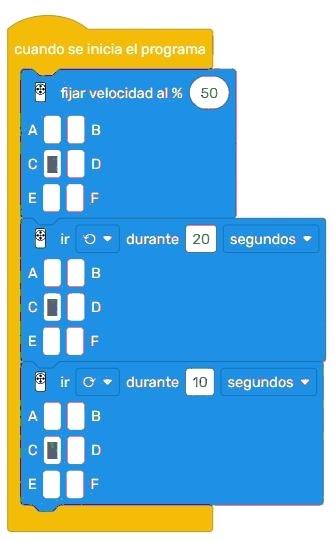 cuando se inicia el programa
fijar velocidad al % 50
A B
C D
E F
ir durante 20 segundos
A B
C D
E F
ir durante 10 segundos
A B
C D
E F